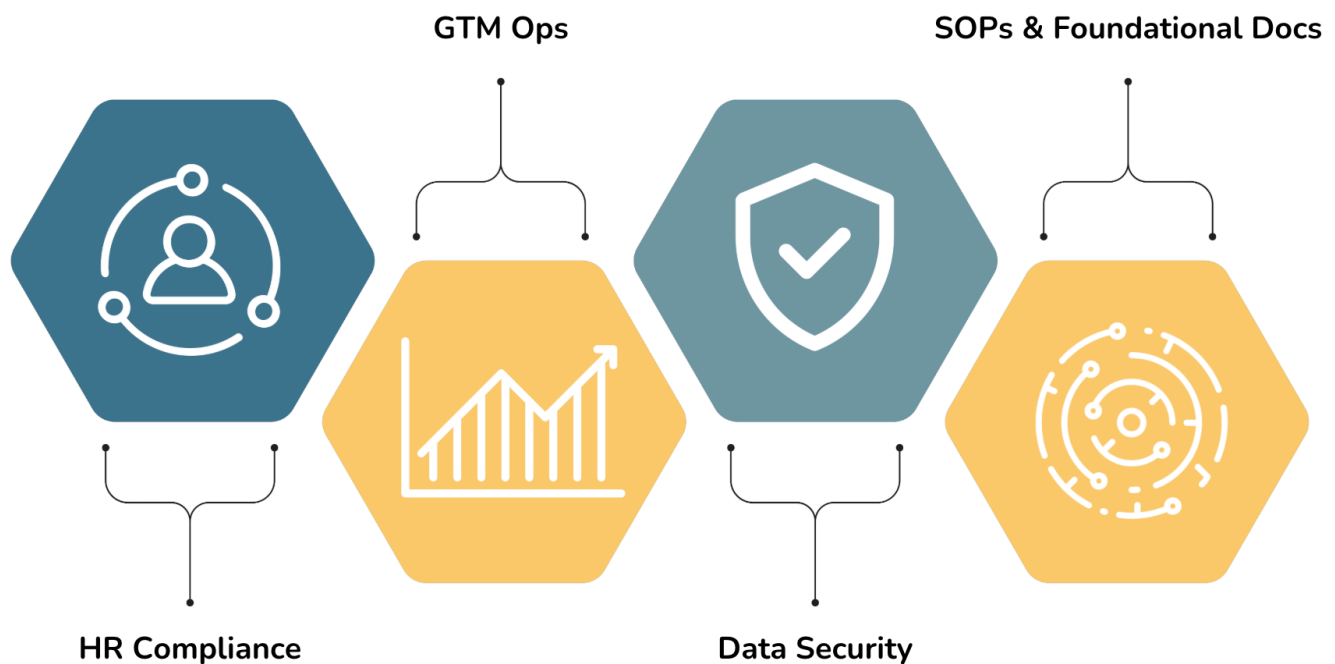 GTM Ops
SOPs & Foundational Docs
HR Compliance
Data Security